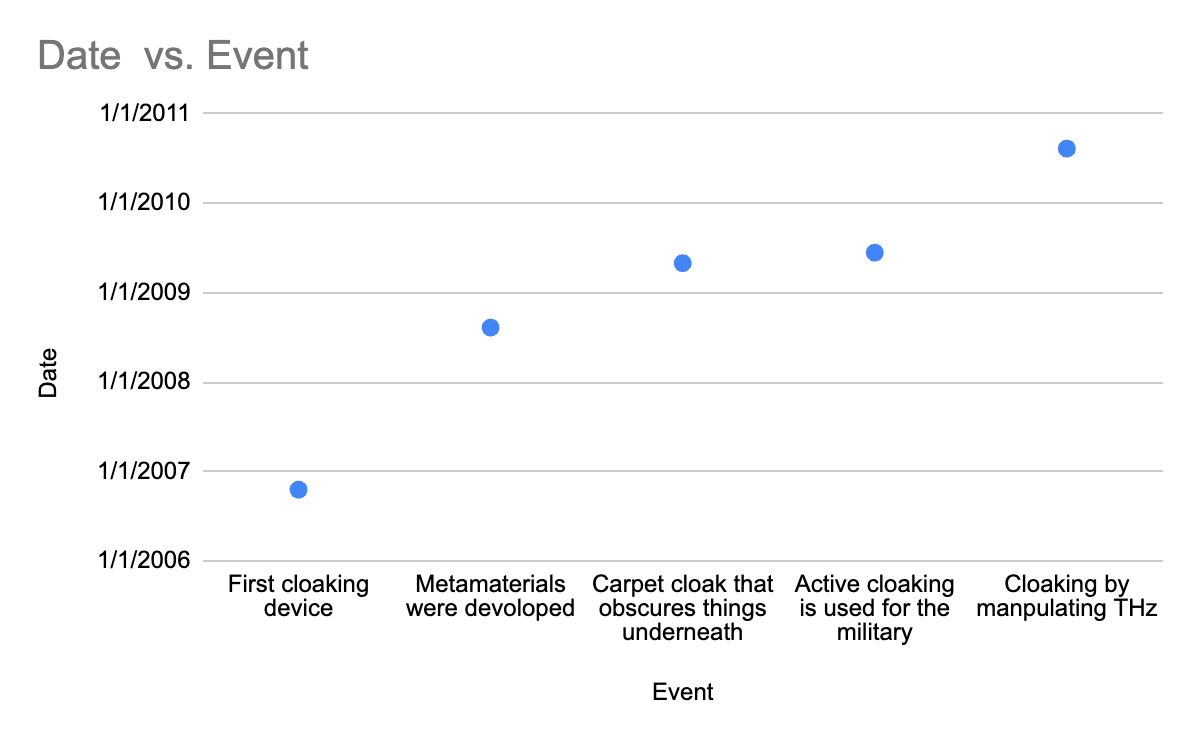 Date  vs. Event
1/1/2011
1/1/2010
1/1/2009
1/1/2008
1/1/2007
1/1/2006
Date
First cloaking
device
Metamaterials
were devoloped
Carpet cloak that
obscures things
underneath
Active cloaking
is used for the
military
Cloaking by
manpulating THz
Event